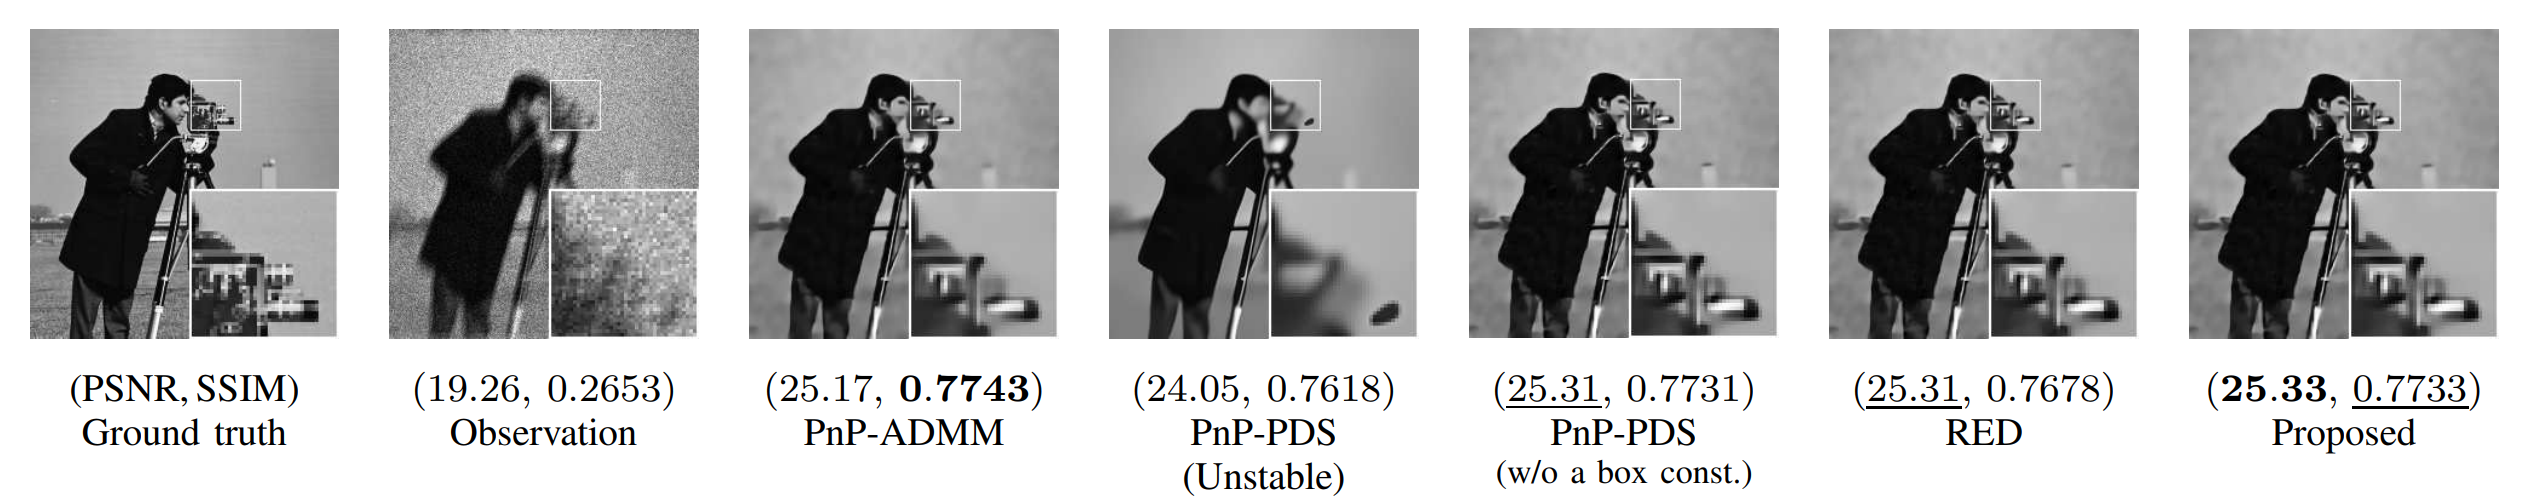 (PSNR, SSIM)
Ground truth
(19.26, 0.2653)
Observation
(25.17, 0.7743)
PnP-ADMM
(24.05, 0.7618)
PnP-PDS
(Unstable)
(25.31, 0.7731)
PnP-PDS
(w/o a box const.)
(25.31, 0.7678)
RED
(25.33, 0.7733)
Proposed